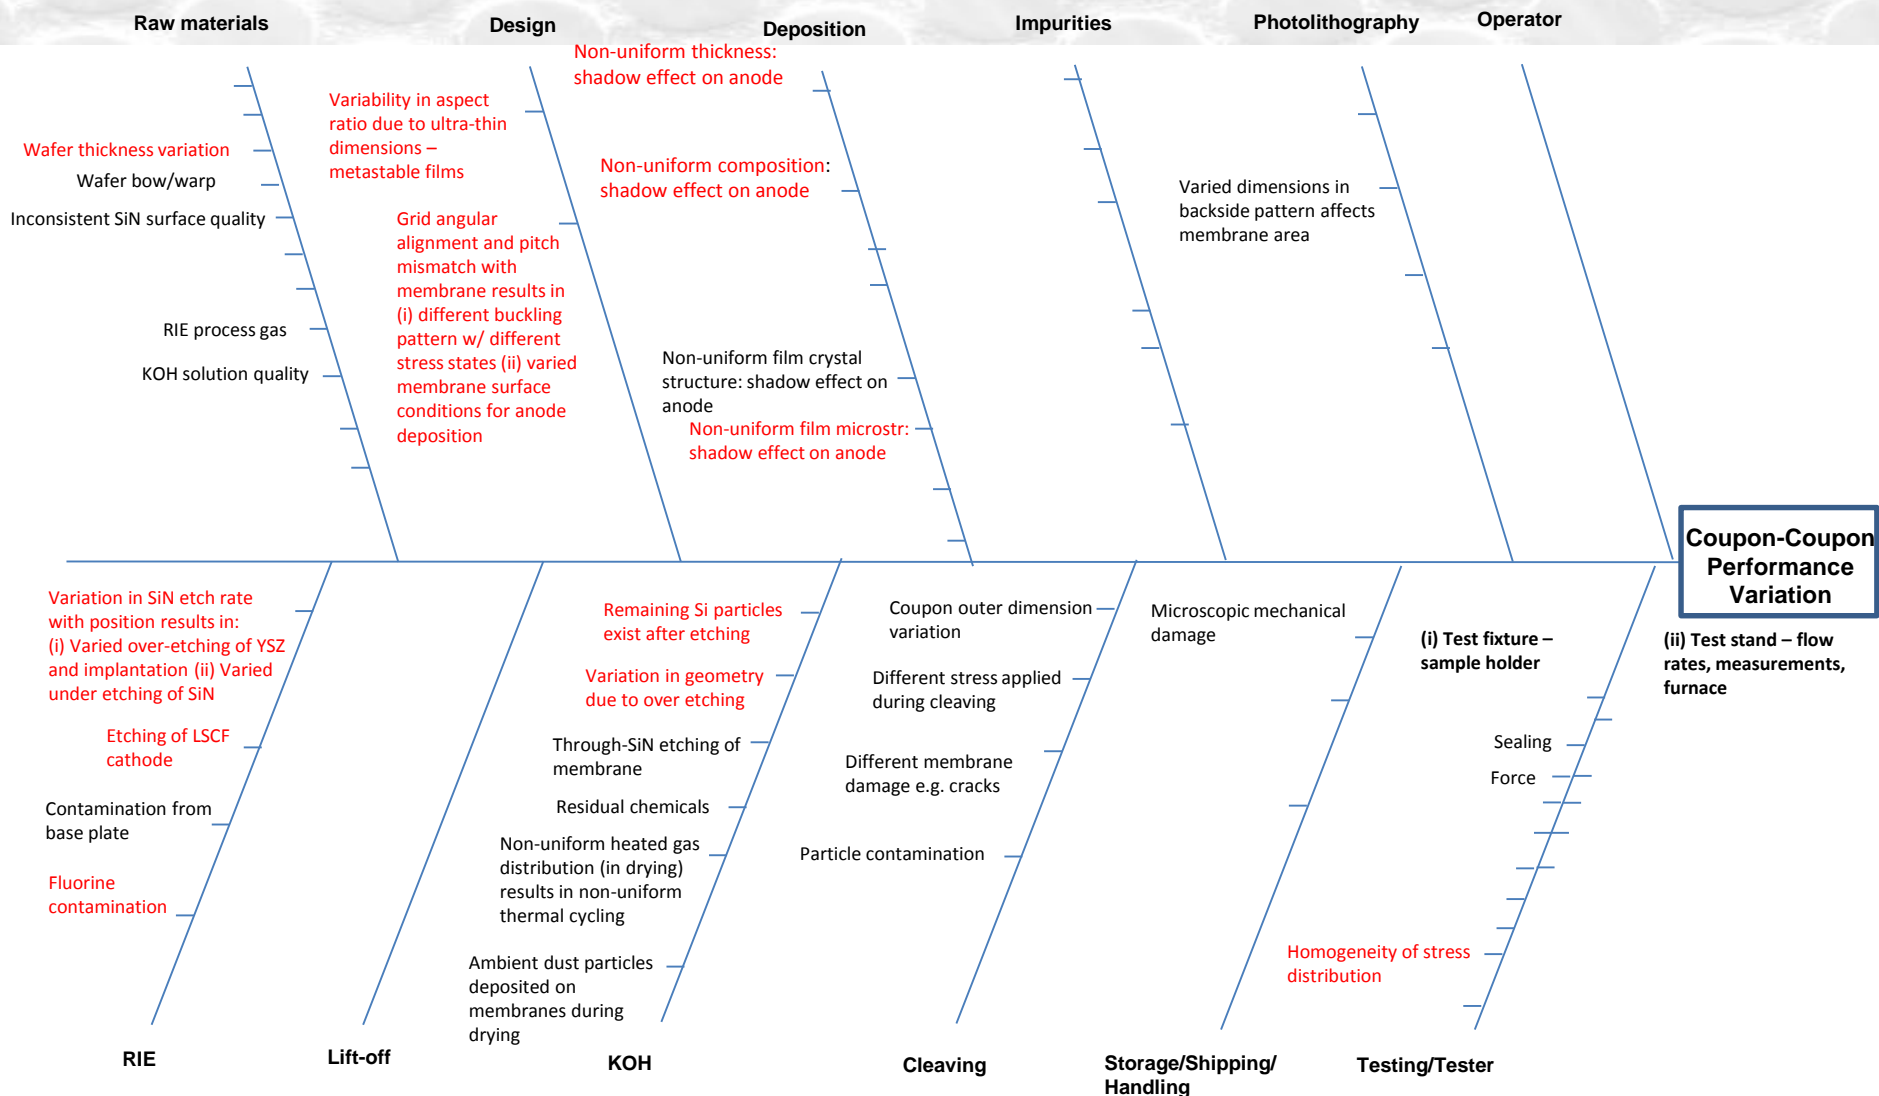 Raw materials
Design
Deposition
Impurities
Photolithography
Operator
Wafer thickness variation
Wafer bow/warp
Inconsistent SiN surface quality
RIE process gas
KOH solution quality
Variability in aspect
ratio due to ultra-thin
dimensions –
metastable films
Grid angular
alignment and pitch
mismatch with
membrane results in
(i) different buckling
pattern w/ different
stress states (ii) varied
membrane surface
conditions for anode
deposition
Non-uniform thickness:
shadow effect on anode
Non-uniform composition:
shadow effect on anode
Non-uniform film crystal
structure: shadow effect on
anode
Non-uniform film microstr:
shadow effect on anode
Varied dimensions in
backside pattern affects
membrane area
Coupon-Coupon
Performance
Variation
Variation in SiN etch rate
with position results in:
(i) Varied over-etching of YSZ
and implantation (ii) Varied
under etching of SiN
Etching of LSCF
cathode
Contamination from
base plate
Fluorine
contamination
Remaining Si particles
exist after etching
Variation in geometry
due to over etching
Through-SiN etching of
membrane
Residual chemicals
Non-uniform heated gas
distribution (in drying)
results in non-uniform
thermal cycling
Ambient dust particles
deposited on
membranes during
drying
Coupon outer dimension
variation
Different stress applied
during cleaving
Different membrane
damage e.g. cracks
Particle contamination
Microscopic mechanical
damage
(i) Test fixture –
sample holder
Sealing
Force
Homogeneity of stress
distribution
(ii) Test stand – flow
rates, measurements,
furnace
RIE
Lift-off
KOH
Cleaving
Storage/Shipping/
Handling
Testing/Tester